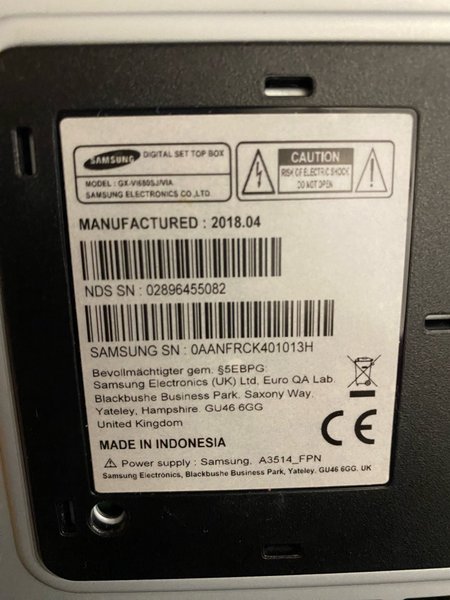 SAMSUNG DIGITAL SET TOP BOX
MODEL : GX-VI680SJ/VIA
SAMSUNG ELECTRONICS CO.,LTD.
CAUTION
RISK OF ELECTRIC SHOCK
DO NOT OPEN
MANUFACTURED : 2018.04
NDS SN : 02896455082
SAMSUNG SN : 0AANFRCK401013H
Bevollmächtigter gem. §5EBPG:
Samsung Electronics (UK) Ltd, Euro QA Lab.
Blackbushe Business Park. Saxony Way.
Yateley, Hampshire. GU46 6GG
United Kingdom
CE
MADE IN INDONESIA
Power supply : Samsung, A3514_FPN
Samsung Electronics, Blackbushe Business Park, Yateley. GU46 6GG. UK